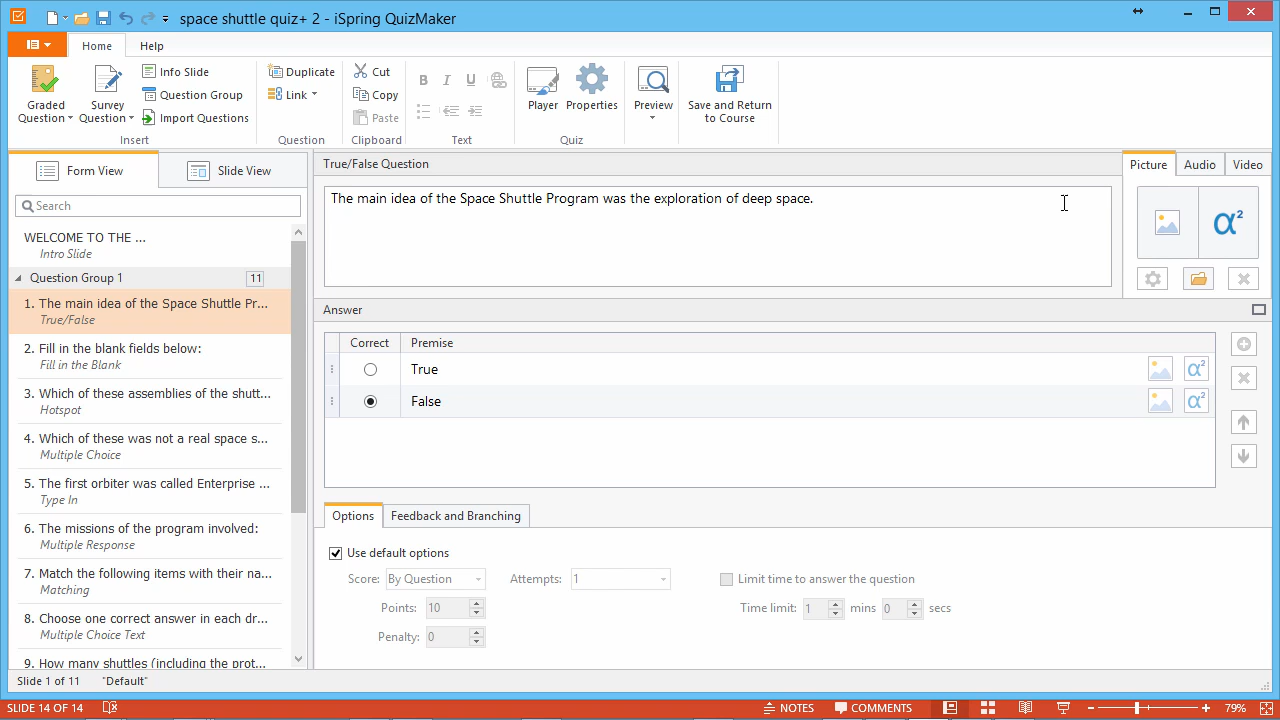 space shuttle quiz+ 2 - iSpring QuizMaker
Home
Help
Graded Question
Survey Question
Info Slide
Question Group
Import Questions
Insert
Duplicate
Link
Question
Cut
Copy
Paste
Clipboard
B I U
Text
Player
Properties
Quiz
Preview
Save and Return to Course
Form View
Slide View
Search
WELCOME TO THE ...
Intro Slide
Question Group 1
11
1. The main idea of the Space Shuttle Pr...
True/False
2. Fill in the blank fields below:
Fill in the Blank
3. Which of these assemblies of the shutt...
Hotspot
4. Which of these was not a real space s...
Multiple Choice
5. The first orbiter was called Enterprise ...
Type In
6. The missions of the program involved:
Multiple Response
7. Match the following items with their na...
Matching
8. Choose one correct answer in each dr...
Multiple Choice Text
9. How many shuttles (including the prot...
True/False Question
The main idea of the Space Shuttle Program was the exploration of deep space.
Picture
Audio
Video
α²
Answer
Correct
Premise
True
α²
False
α²
Options
Feedback and Branching
Use default options
Score: By Question
Attempts: 1
Limit time to answer the question
Points: 10
Time limit: 1 mins 0 secs
Penalty: 0
Slide 1 of 11
"Default"
SLIDE 14 OF 14
NOTES
COMMENTS
79%